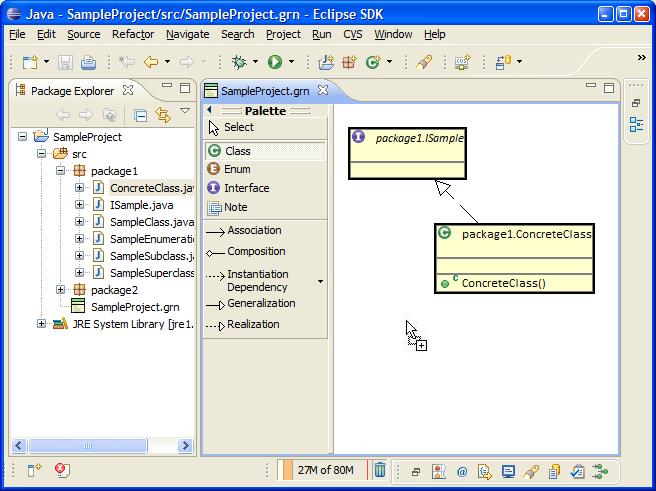 Java - SampleProject/src/SampleProject.grn - Eclipse SDK
File Edit Source Refactor Navigate Search Project Run CVS Window Help
Package Explorer
SampleProject
src
package1
ConcreteClass.jav
ISample.java
SampleClass.java
SampleEnumerati
SampleSubclass.j
SampleSuperclass
package2
SampleProject.grn
JRE System Library [jre1.
SampleProject.grn
Palette
Select
Class
Enum
Interface
Note
Association
Composition
Instantiation
Dependency
Generalization
Realization
package1.ISample
package1.ConcreteClass
ConcreteClass()
27M of 80M